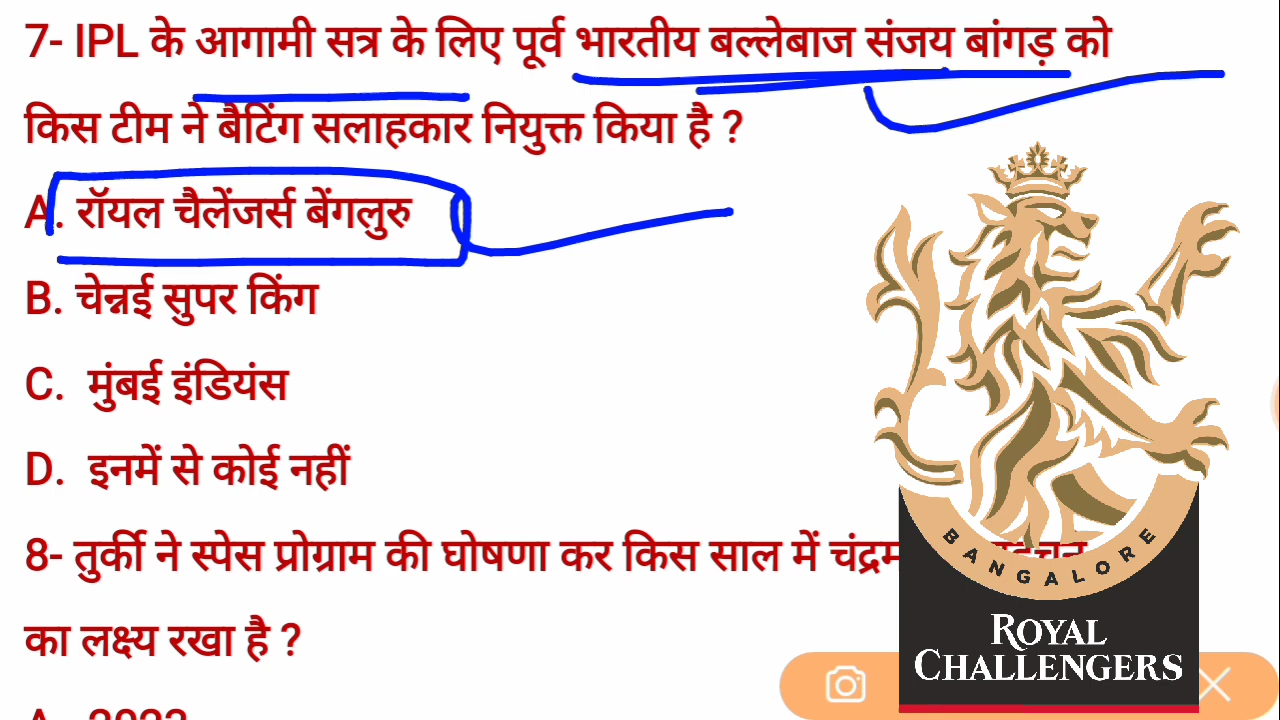 7- IPL के आगामी सत्र के लिए पूर्व भारतीय बल्लेबाज संजय बांगड़ को
किस टीम ने बैटिंग सलाहकार नियुक्त किया है ?
A. रॉयल चैलेंजर्स बेंगलुरु
B. चेन्नई सुपर किंग
C. मुंबई इंडियंस
D. इनमें से कोई नहीं
8- तुर्की ने स्पेस प्रोग्राम की घोषणा कर किस साल में
का लक्ष्य रखा है ?
A.
BANGALORE
ROYAL
CHALLENGERS